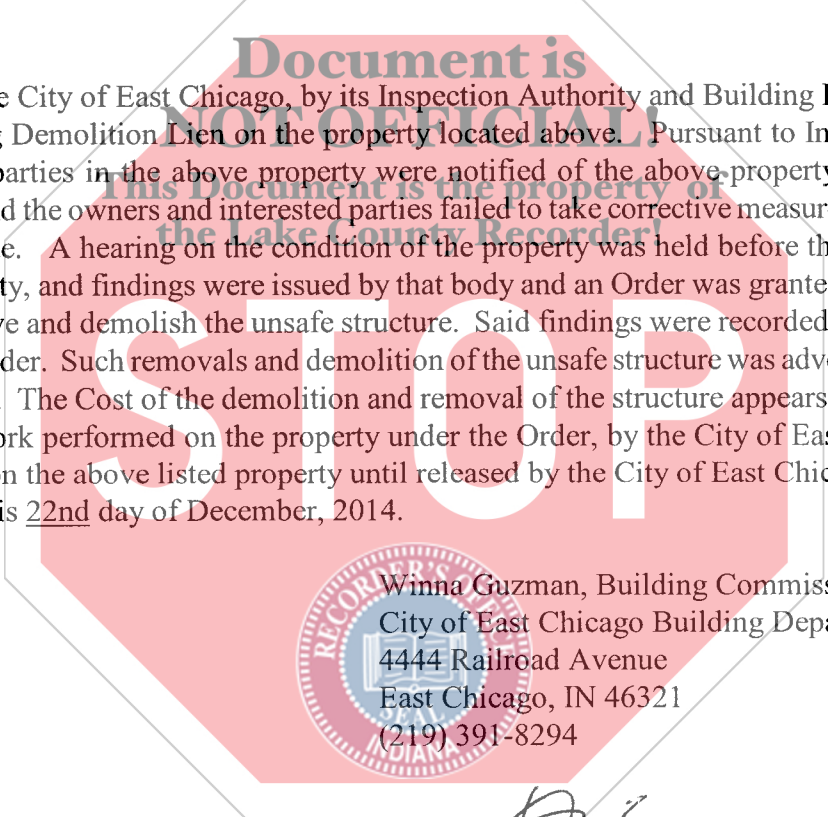 Document is
e City of East Chicago, by its Inspection Authority and Building
NOT OFFICIAL!
g Demolition Lien on the property located above. Pursuant to In
parties in the above property were notified of the above property
This Document is the property of
d the owners and interested parties failed to take corrective measur
the Lake County Recorder!
e. A hearing on the condition of the property was held before th
ty, and findings were issued by that body and an Order was grante
ve and demolish the unsafe structure. Said findings were recorded
der. Such removals and demolition of the unsafe structure was adv
The Cost of the demolition and removal of the structure appears
STOP
ork performed on the property under the Order, by the City of Eas
on the above listed property until released by the City of East Chic
is 22nd day of December, 2014.
RECORDER'S OFFICE
SEAL
INDIANA
Winna Guzman, Building Commiss
City of East Chicago Building Depa
4444 Railroad Avenue
East Chicago, IN 46321
(219) 391-8294